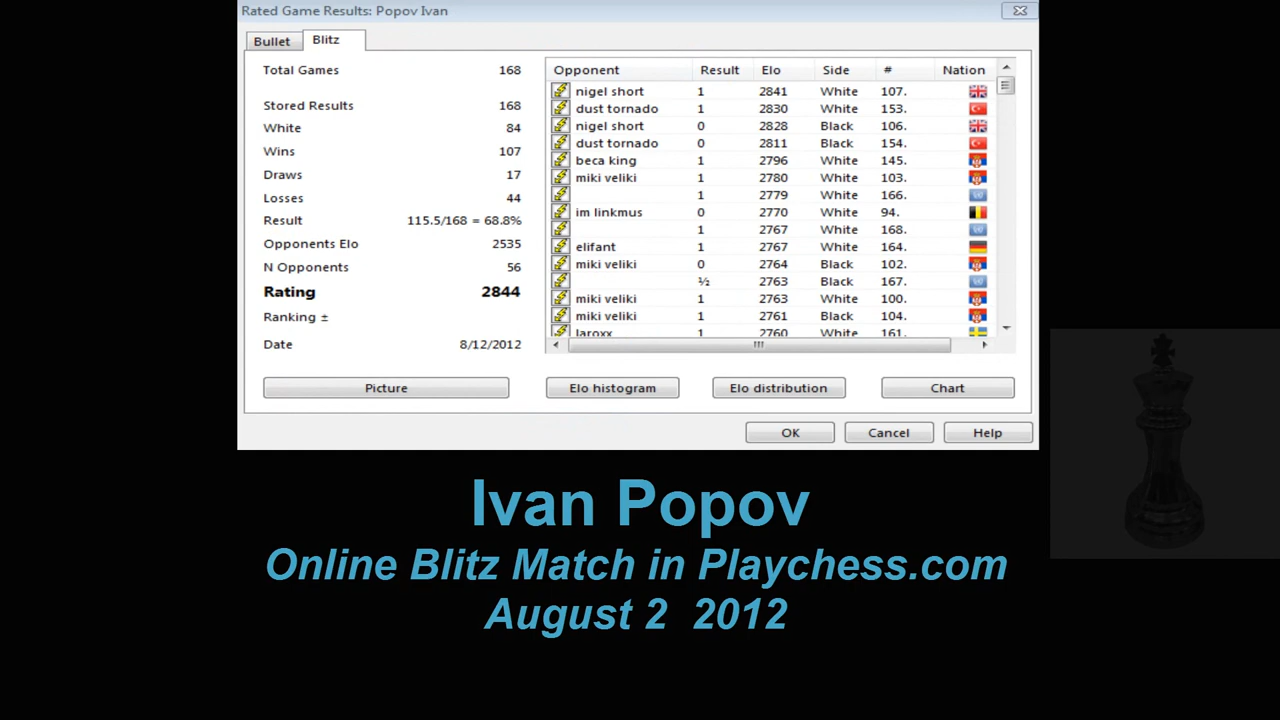 Rated Game Results: Popov Ivan
Bullet Blitz
Total Games 168
Stored Results 168
White 84
Wins 107
Draws 17
Losses 44
Result 115.5/168 = 68.8%
Opponents Elo 2535
N Opponents 56
Rating 2844
Ranking ±
Date 8/12/2012
Picture
Opponent Result Elo Side # Nation
nigel short 1 2841 White 107.
dust tornado 1 2830 White 153.
nigel short 0 2828 Black 106.
dust tornado 0 2811 Black 154.
beca king 1 2796 White 145.
miki veliki 1 2780 White 103.
1 2779 White 166.
im linkmus 0 2770 White 94.
1 2767 White 168.
elifant 1 2767 White 164.
miki veliki 0 2764 Black 102.
½ 2763 Black 167.
miki veliki 1 2763 White 100.
miki veliki 1 2761 Black 104.
laroxx 1 2760 White 161.
Elo histogram Elo distribution Chart
OK Cancel Help
Ivan Popov
Online Blitz Match in Playchess.com
August 2 2012